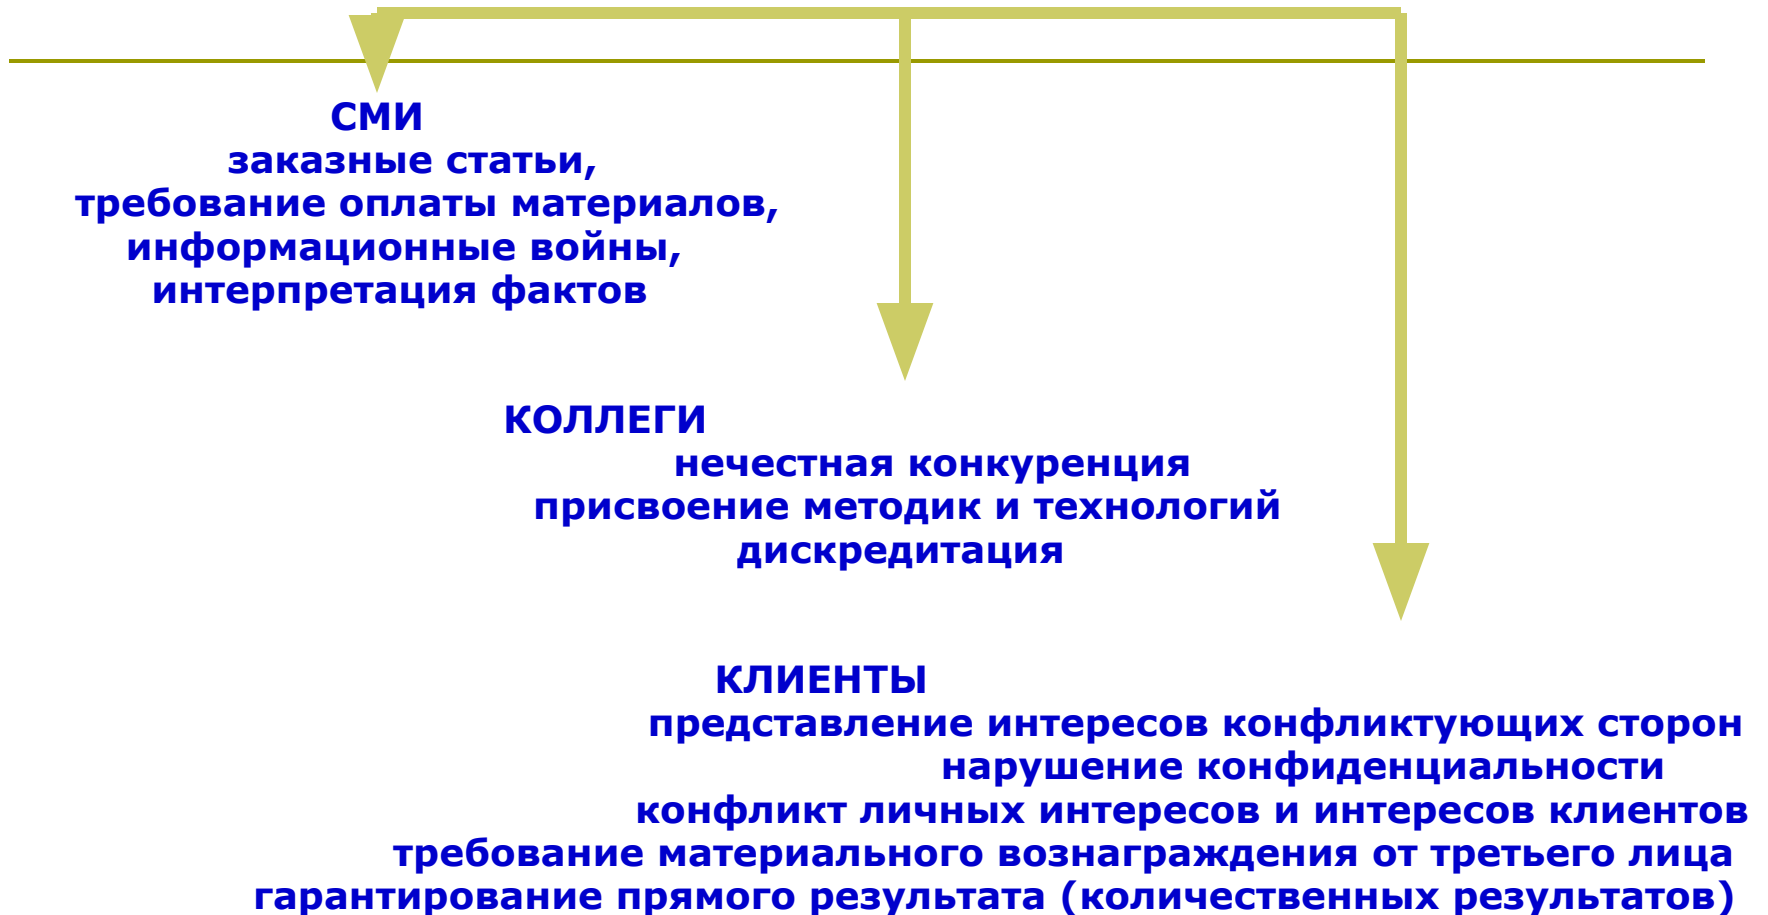 СМИ
заказные статьи,
требование оплаты материалов,
информационные войны,
интерпретация фактов
КОЛЛЕГИ
нечестная конкуренция
присвоение методик и технологий
дискредитация
КЛИЕНТЫ
представление интересов конфликтующих сторон
нарушение конфиденциальности
конфликт личных интересов и интересов клиентов
требование материального вознаграждения от третьего лица
гарантирование прямого результата (количественных результатов)